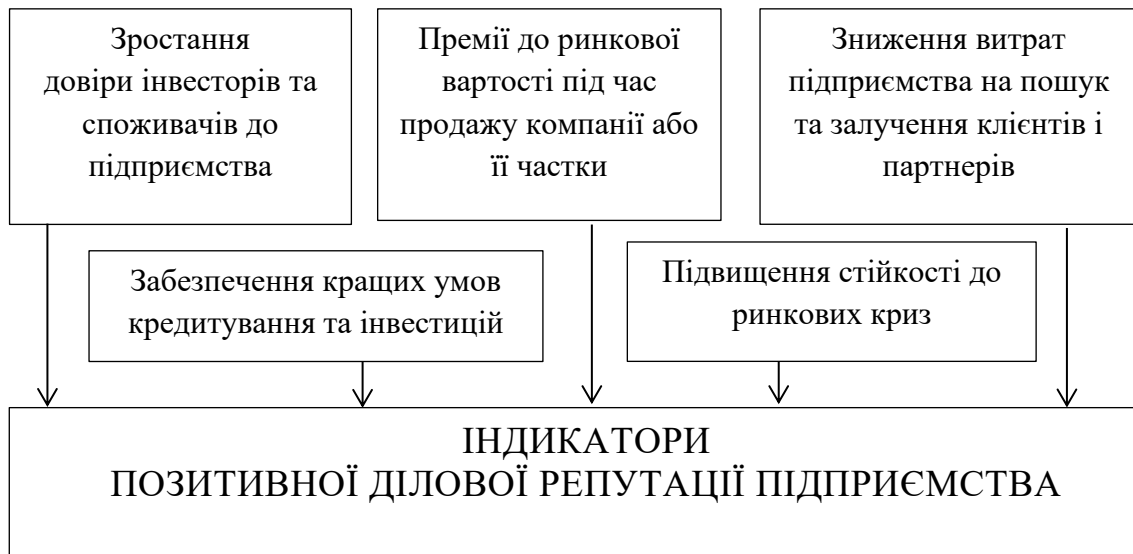 Зростання
довіри інвесторів та
споживачів до
підприємства
Премії до ринкової
вартості під час
продажу компанії або
її частки
Зниження витрат
підприємства на пошук
та залучення клієнтів і
партнерів
Забезпечення кращих умов
кредитування та інвестицій
Підвищення стійкості до
ринкових криз
ІНДИКАТОРИ
ПОЗИТИВНОЇ ДІЛОВОЇ РЕПУТАЦІЇ ПІДПРИЄМСТВА